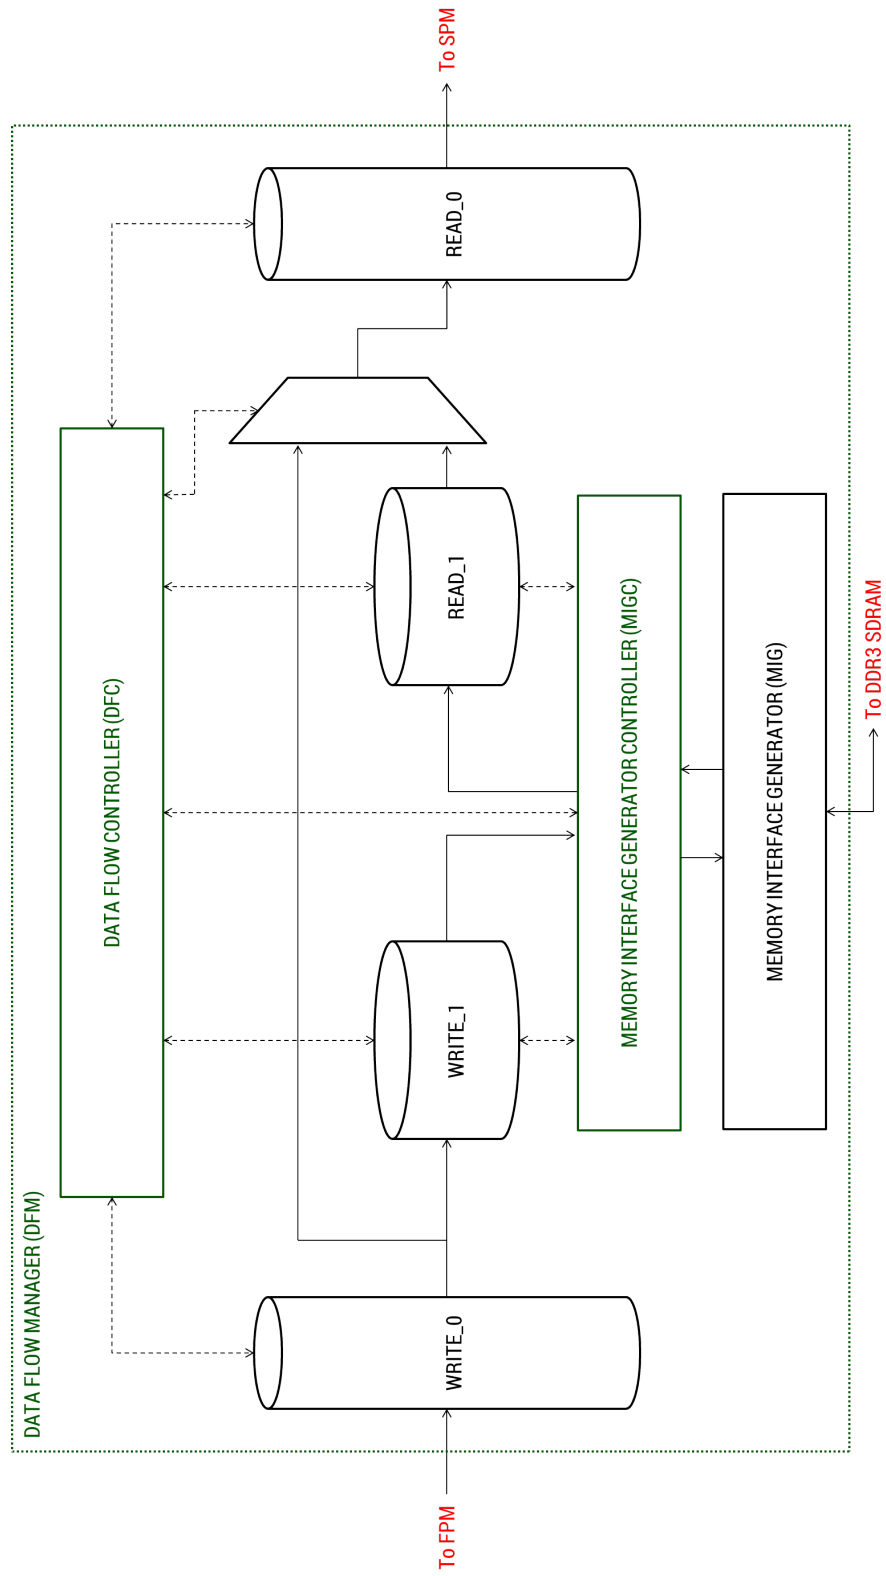 DATA FLOW MANAGER (DFM)
DATA FLOW CONTROLLER (DFC)
To FPM
WRITE_0
WRITE_1
READ_1
READ_0
To SPM
MEMORY INTERFACE GENERATOR CONTROLLER (MIGC)
MEMORY INTERFACE GENERATOR (MIG)
To DDR3 SDRAM